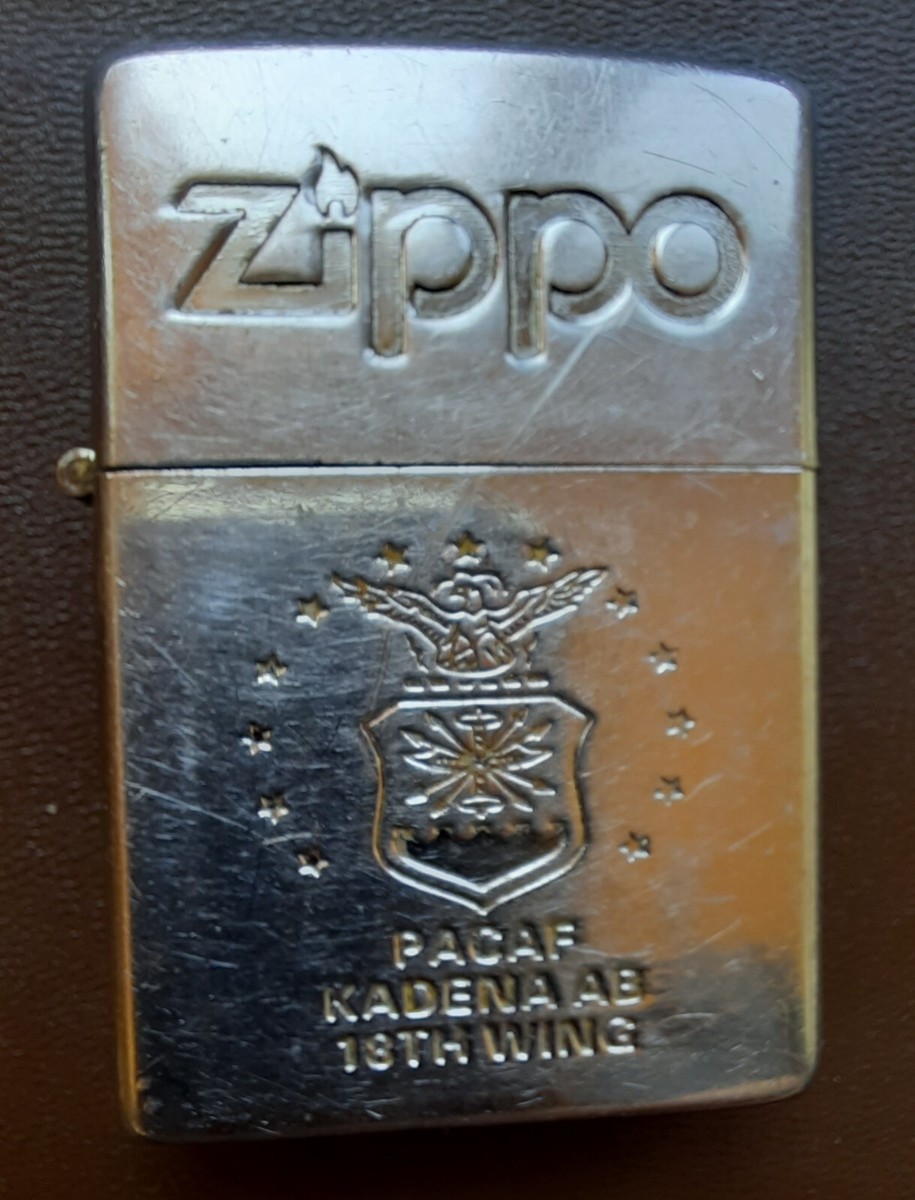 Zippo
PACAF
KADENA AB
18TH WING